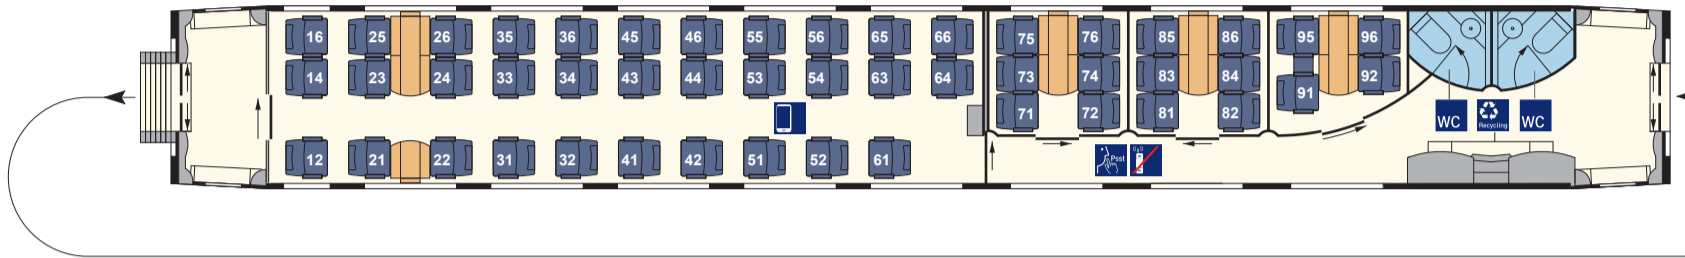 16 25 26 35 36 45 46 55 56 65 66 75 76 85 86 95 96
14 23 24 33 34 43 44 53 54 63 64 73 74 83 84 92
91
71 72 81 82
WC Recycling WC
12 21 22 31 32 41 42 51 52 61
Psst